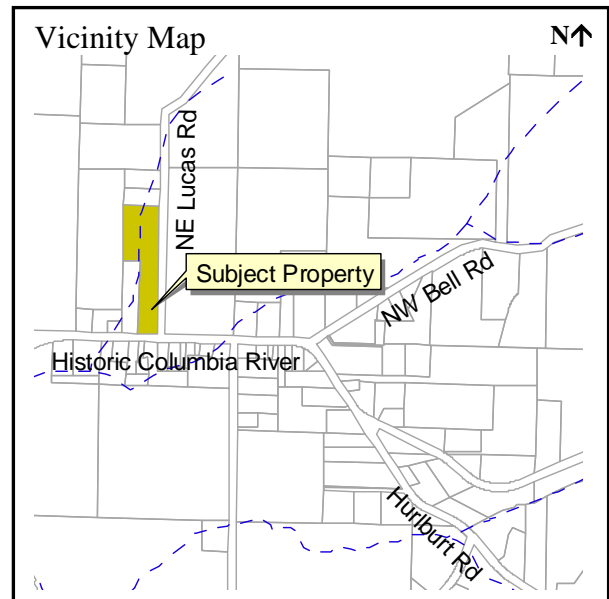 Vicinity Map
N
NE Lucas Rd
Subject Property
NW Bell Rd
Historic Columbia River
Hurlburt Rd